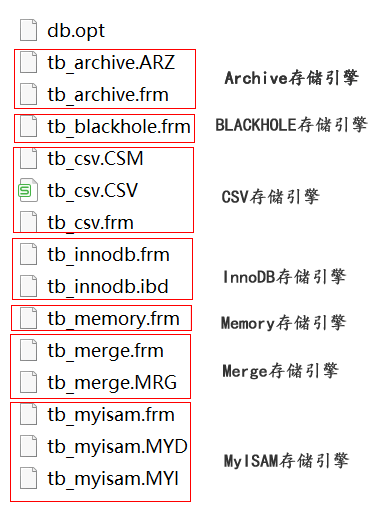 db.opt
tb_archive.ARZ
Archive存储引擎
tb_archive.frm
tb_blackhole.frm
BLACKHOLE存储引擎
tb_csv.CSM
tb_csv.CSV
CSV存储引擎
tb_csv.frm
tb_innodb.frm
InnoDB存储引擎
tb_innodb.ibd
tb_memory.frm
Memory存储引擎
tb_merge.frm
Merge存储引擎
tb_merge.MRG
tb_myisam.frm
tb_myisam.MYD
MyISAM存储引擎
tb_myisam.MYI